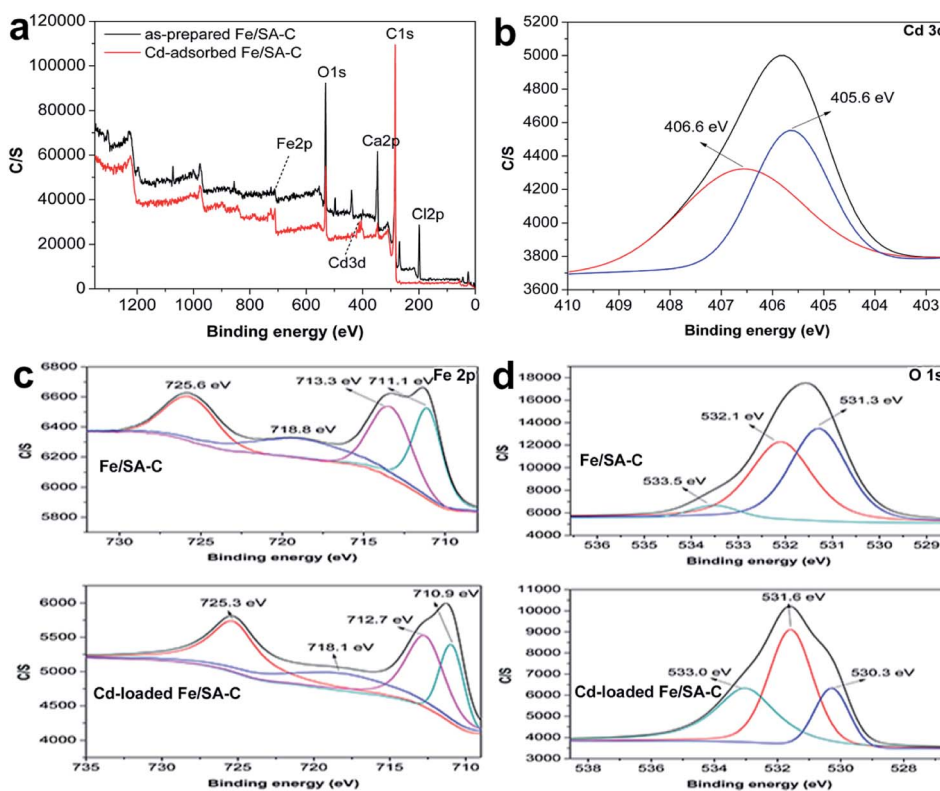 a
as-prepared Fe/SA-C
Cd-adsorbed Fe/SA-C
C1s
O1s
Ca2p
Fe2p
Cl2p
Cd3d
120000
100000
80000
60000
40000
20000
0
C/S
1200 1000 800 600 400 200 0
Binding energy (eV)
b
Cd 3d
405.6 eV
406.6 eV
5200
5000
4800
4600
4400
4200
4000
3800
3600
C/S
410 409 408 407 406 405 404 403
Binding energy (eV)
c
Fe 2p
725.6 eV
713.3 eV
711.1 eV
718.8 eV
Fe/SA-C
6800
6600
6400
6200
6000
5800
C/S
730 725 720 715 710
Binding energy (eV)
725.3 eV
710.9 eV
712.7 eV
718.1 eV
Cd-loaded Fe/SA-C
6000
5500
5000
4500
4000
C/S
735 730 725 720 715 710
Binding energy (eV)
d
O 1s
532.1 eV
531.3 eV
533.5 eV
Fe/SA-C
18000
16000
14000
12000
10000
8000
6000
4000
C/S
536 535 534 533 532 531 530 529
Binding energy (eV)
531.6 eV
533.0 eV
530.3 eV
Cd-loaded Fe/SA-C
11000
10000
9000
8000
7000
6000
5000
4000
3000
C/S
538 536 534 532 530 528
Binding energy (eV)